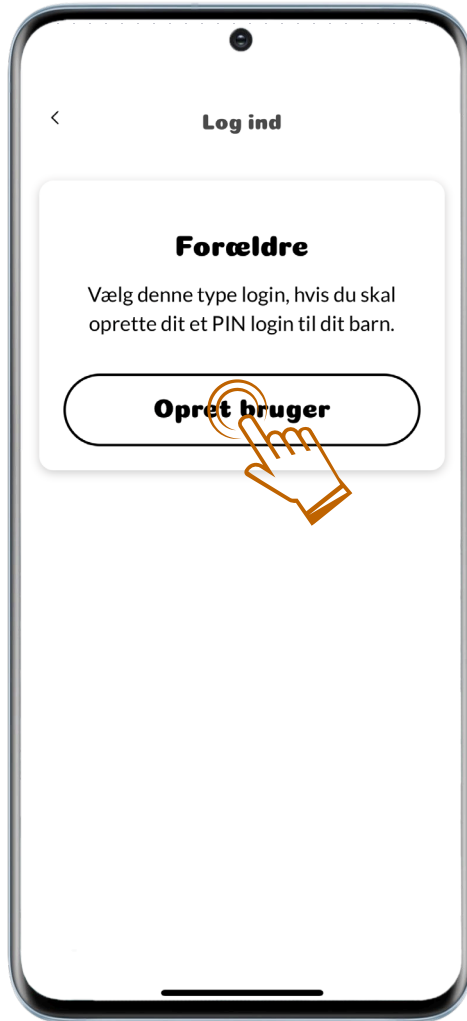 Log ind
Forældre
Vælg denne type login, hvis du skal
oprette dit et PIN login til dit barn.
Opret bruger